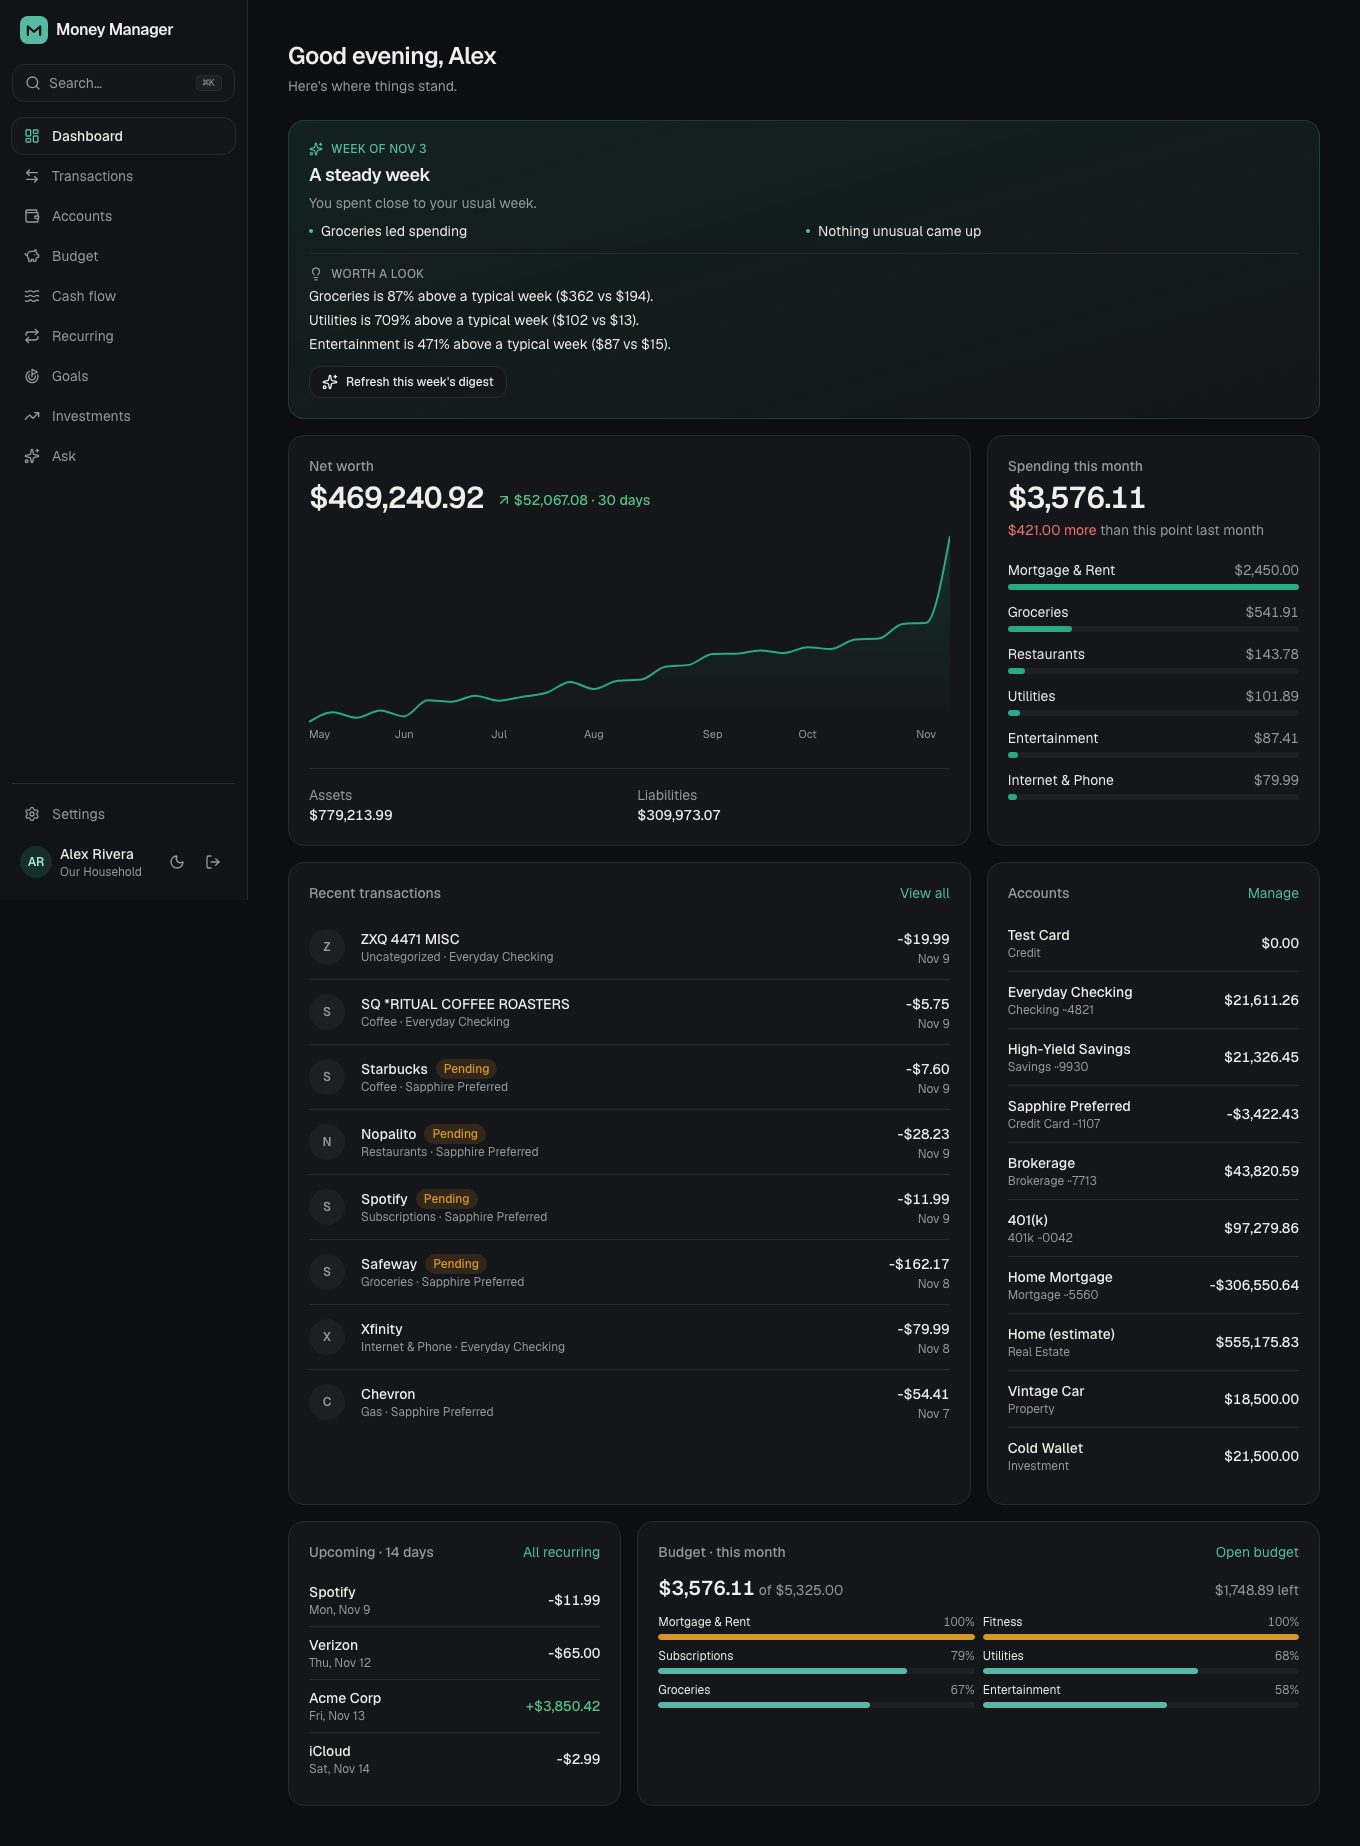 Money Manager
Search...
⌘K
Dashboard
Transactions
Accounts
Budget
Cash flow
Recurring
Goals
Investments
Ask
Settings
AR
Alex Rivera
Our Household
Good evening, Alex
Here's where things stand.
WEEK OF NOV 3
A steady week
You spent close to your usual week.
• Groceries led spending
• Nothing unusual came up
WORTH A LOOK
Groceries is 87% above a typical week ($362 vs $194).
Utilities is 709% above a typical week ($102 vs $13).
Entertainment is 471% above a typical week ($87 vs $15).
Refresh this week's digest
Net worth
$469,240.92 $52,067.08 · 30 days
May Jun Jul Aug Sep Oct Nov
Assets Liabilities
$779,213.99 $309,973.07
Spending this month
$3,576.11
$421.00 more than this point last month
Mortgage & Rent $2,450.00
Groceries $541.91
Restaurants $143.78
Utilities $101.89
Entertainment $87.41
Internet & Phone $79.99
Recent transactions View all
Z ZXQ 4471 MISC -$19.99
Uncategorized · Everyday Checking Nov 9
S SQ *RITUAL COFFEE ROASTERS -$5.75
Coffee · Everyday Checking Nov 9
S Starbucks Pending -$7.60
Coffee · Sapphire Preferred Nov 9
N Nopalito Pending -$28.23
Restaurants · Sapphire Preferred Nov 9
S Spotify Pending -$11.99
Subscriptions · Sapphire Preferred Nov 9
S Safeway Pending -$162.17
Groceries · Sapphire Preferred Nov 8
X Xfinity -$79.99
Internet & Phone · Everyday Checking Nov 8
C Chevron -$54.41
Gas · Sapphire Preferred Nov 7
Accounts Manage
Test Card $0.00
Credit
Everyday Checking $21,611.26
Checking ··4821
High-Yield Savings $21,326.45
Savings ··9930
Sapphire Preferred -$3,422.43
Credit Card ··1107
Brokerage $43,820.59
Brokerage ··7713
401(k) $97,279.86
401k ··0042
Home Mortgage -$306,550.64
Mortgage ··5560
Home (estimate) $555,175.83
Real Estate
Vintage Car $18,500.00
Property
Cold Wallet $21,500.00
Investment
Upcoming · 14 days All recurring
Spotify -$11.99
Mon, Nov 9
Verizon -$65.00
Thu, Nov 12
Acme Corp +$3,850.42
Fri, Nov 13
iCloud -$2.99
Sat, Nov 14
Budget · this month Open budget
$3,576.11 of $5,325.00 $1,748.89 left
Mortgage & Rent 100% Fitness 100%
Subscriptions 79% Utilities 68%
Groceries 67% Entertainment 58%